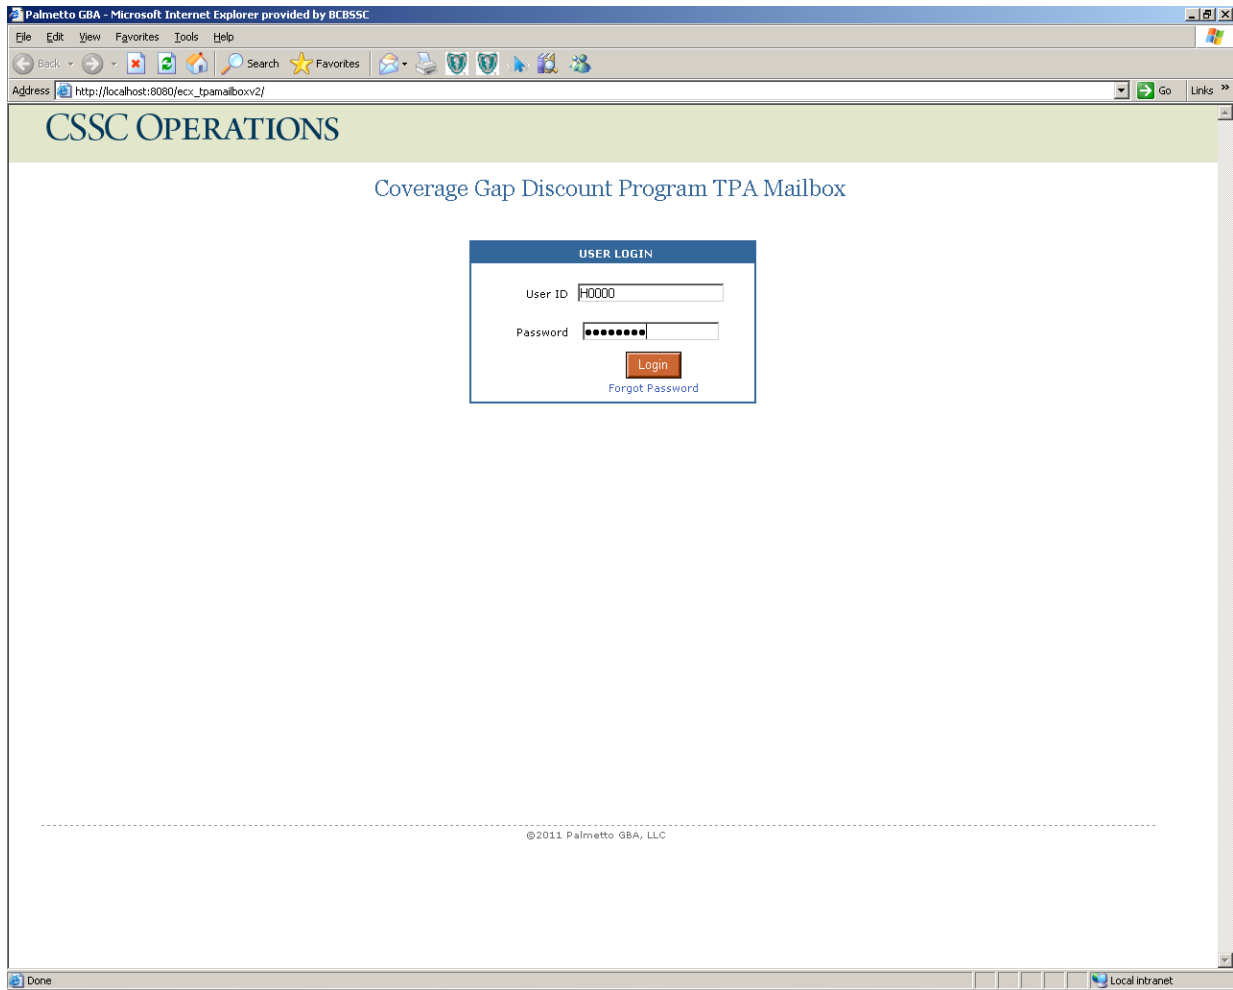 Palmetto GBA - Microsoft Internet Explorer provided by BCBSSC
File Edit View Favorites Tools Help
Back Search Favorites
Address http://localhost:8080/ecx_tpamailboxv2/ Go Links »
CSSC OPERATIONS
Coverage Gap Discount Program TPA Mailbox
USER LOGIN
User ID H0000
Password ●●●●●●●●
Login
Forgot Password
©2011 Palmetto GBA, LLC
Done Local intranet